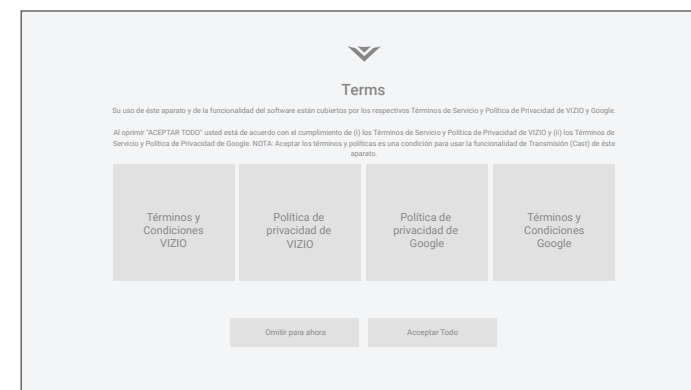 Terms
Su uso de éste aparato y de la funcionalidad del software están cubiertos por los respectivos Términos de Servicio y Política de Privacidad de VIZIO y Google.
Al oprimir "ACEPTAR TODO" usted está de acuerdo con el cumplimiento de (i) los Términos de Servicio y Política de Privacidad de VIZIO y (ii) los Términos de
Servicio y Política de Privacidad de Google. NOTA: Aceptar los términos y políticas es una condición para usar la funcionalidad de Transmisión (Cast) de éste
aparato.
Términos y
Condiciones
VIZIO
Política de
privacidad de
VIZIO
Política de
privacidad de
Google
Términos y
Condiciones
Google
Omitir para ahora
Acceptar Todo